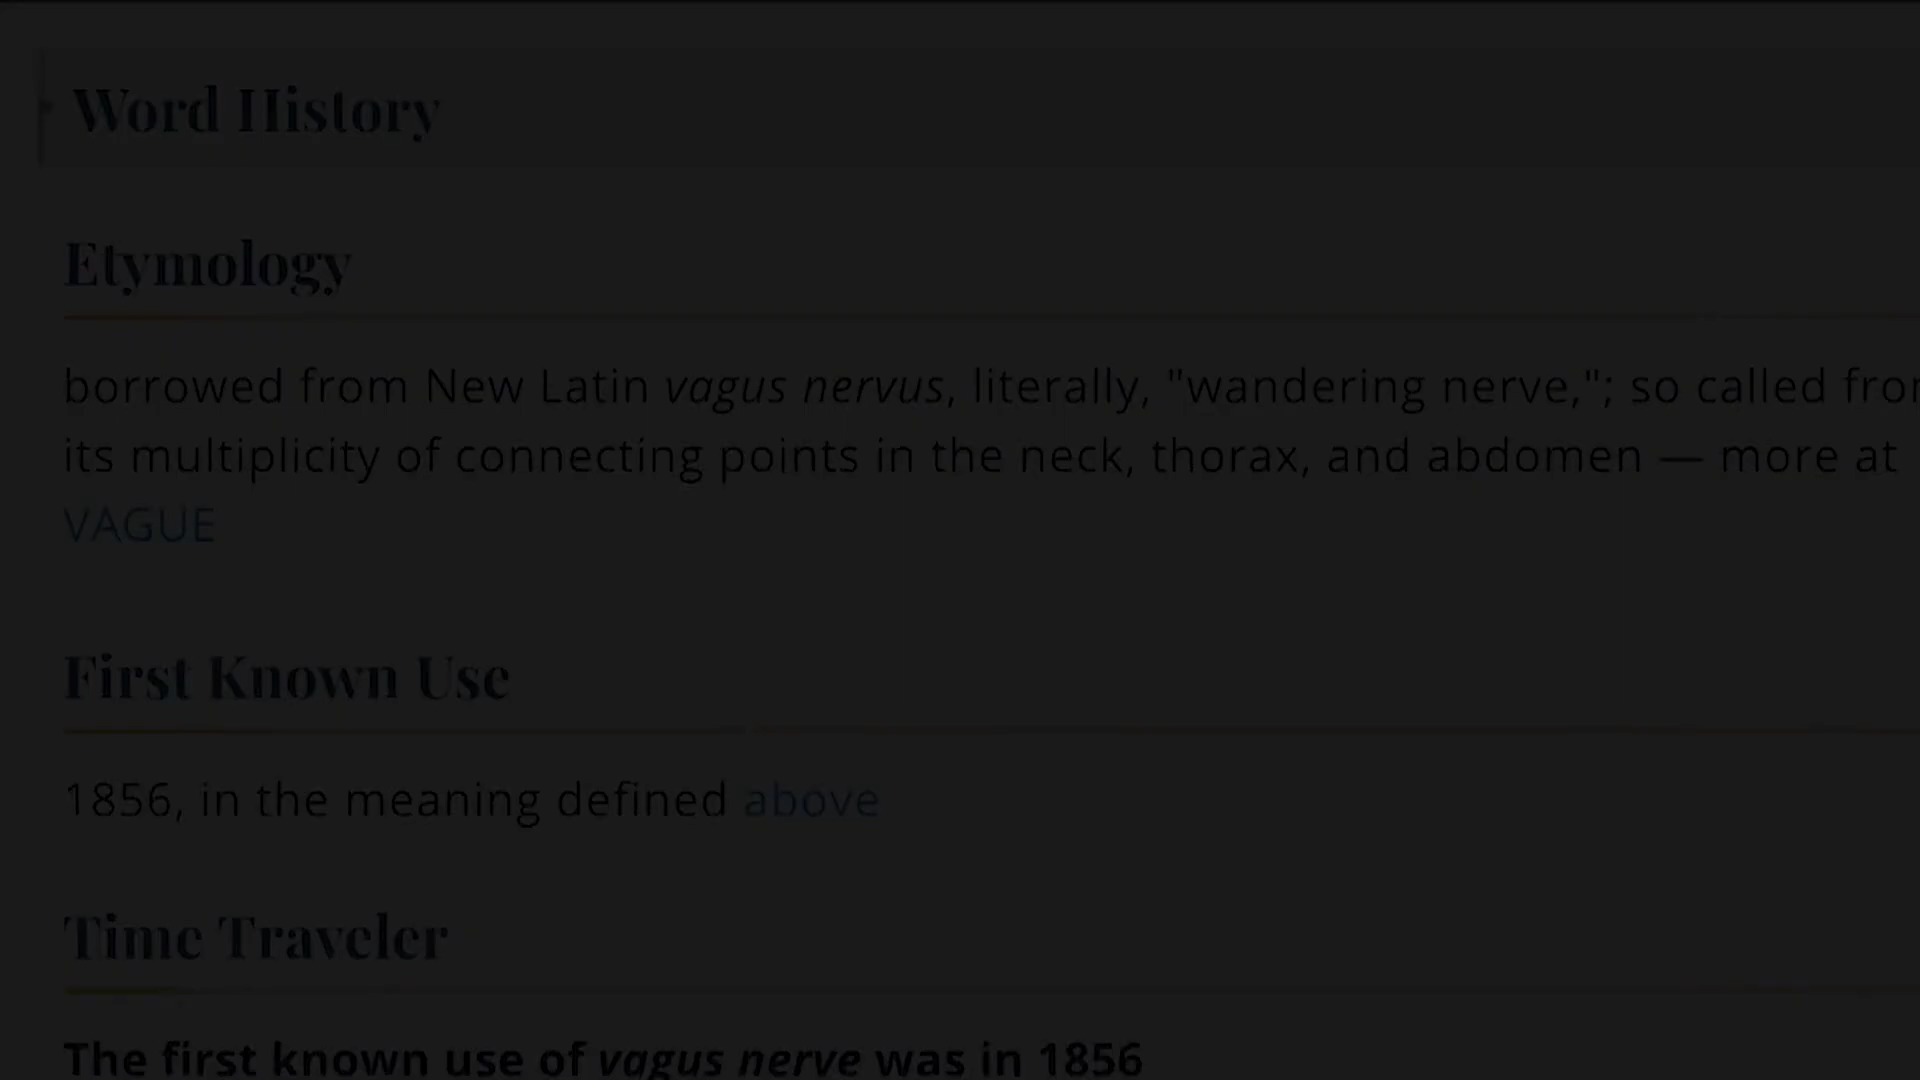 Word History
Etymology
borrowed from New Latin vagus nervus, literally, "wandering nerve,"; so called from
its multiplicity of connecting points in the neck, thorax, and abdomen — more at
VAGUE
First Known Use
1856, in the meaning defined above
Time Traveler
The first known use of vagus nerve was in 1856